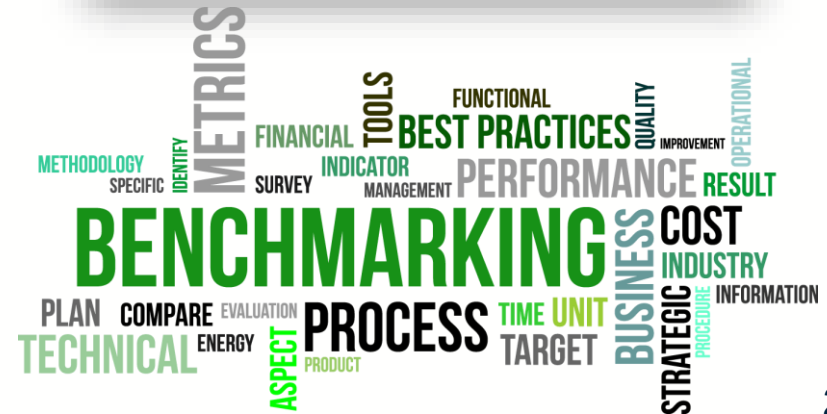 METRICS
TOOLS
FUNCTIONAL
QUALITY
OPERATIONAL
FINANCIAL
BEST PRACTICES
IMPROVEMENT
METHODOLOGY
IDENTIFY
INDICATOR
SPECIFIC
SURVEY
MANAGEMENT
PERFORMANCE
RESULT
BENCHMARKING
BUSINESS
COST
INDUSTRY
PLAN
COMPARE
EVALUATION
PROCESS
TIME
UNIT
STRATEGIC
PROCEDURE
INFORMATION
TECHNICAL
ENERGY
ASPECT
PRODUCT
TARGET